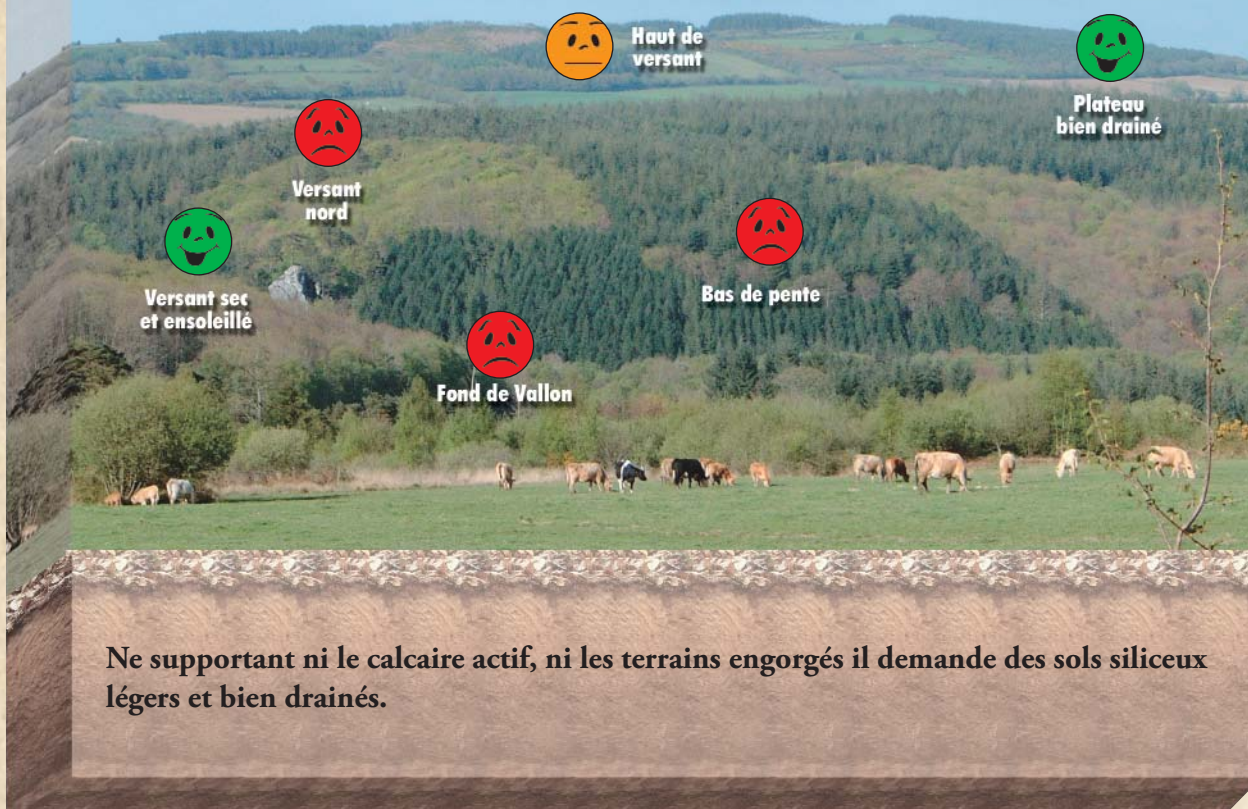 Haut de
versant
Plateau
bien drainé
Versant
nord
Versant sec
et ensoleillé
Bas de pente
Fond de Vallon
Ne supportant ni le calcaire actif, ni les terrains engorgés il demande des sols siliceux
légers et bien drainés.